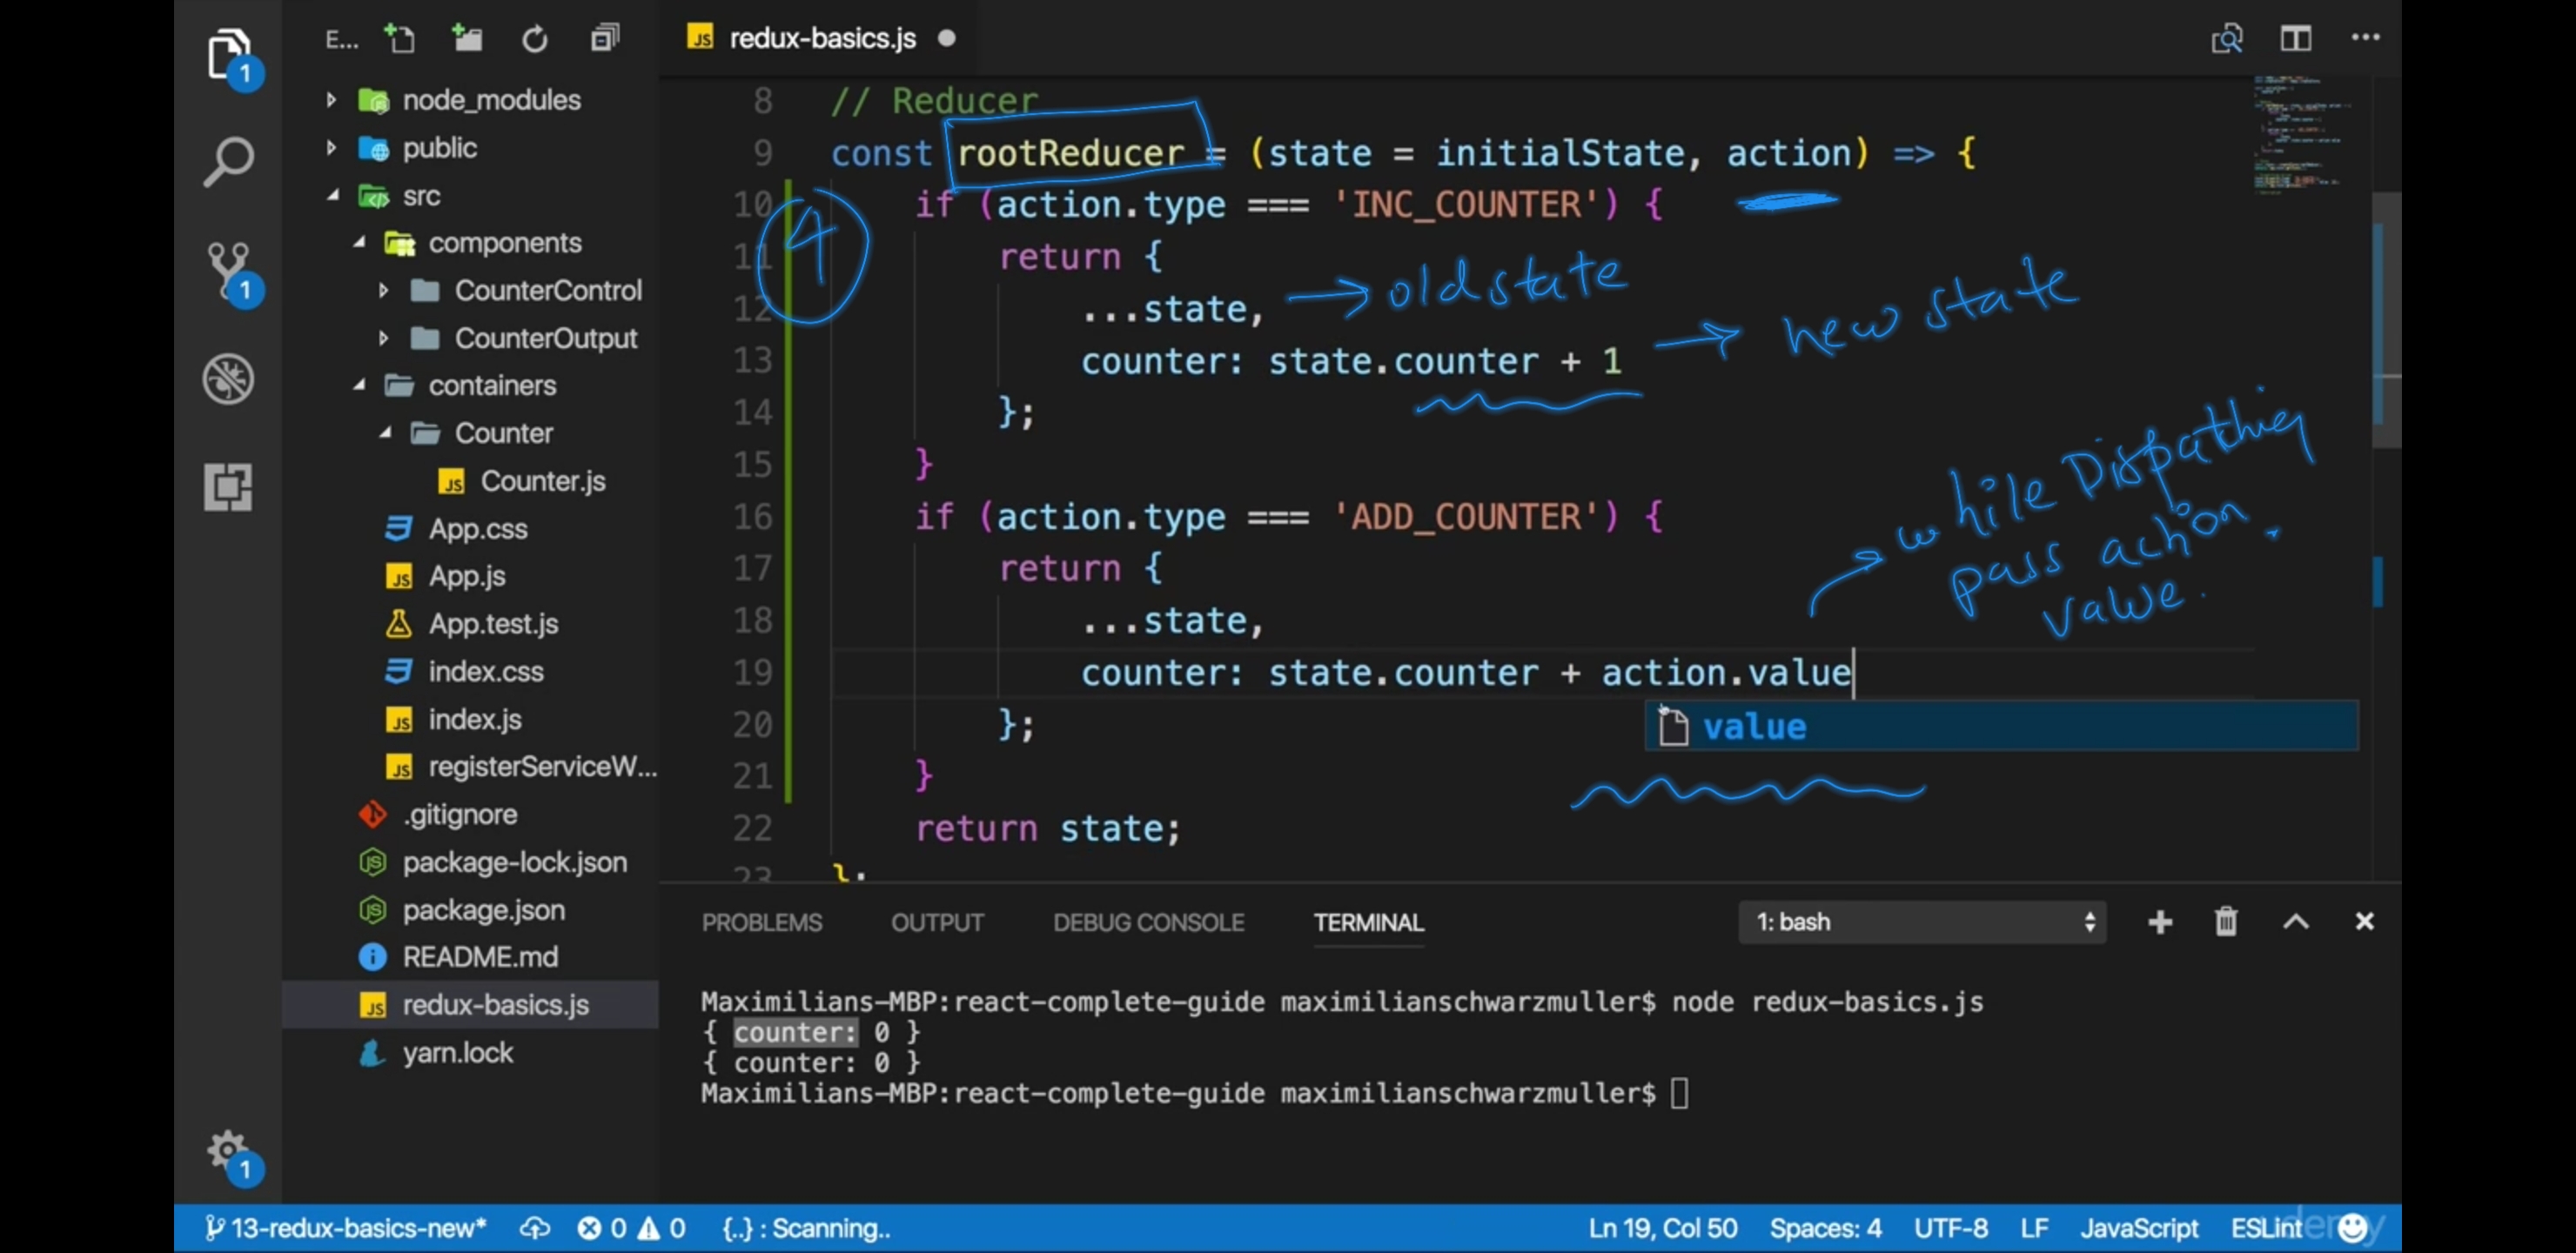 E...
redux-basics.js
1
node_modules
public
src
components
CounterControl
CounterOutput
containers
Counter
Counter.js
App.css
App.js
App.test.js
index.css
index.js
registerServiceW...
.gitignore
package-lock.json
package.json
README.md
redux-basics.js
yarn.lock
1
1
8 // Reducer
9 const rootReducer = (state = initialState, action) => {
10 if (action.type === 'INC_COUNTER') {
11 return {
12 ...state,
13 counter: state.counter + 1
14 };
15 }
16 if (action.type === 'ADD_COUNTER') {
17 return {
18 ...state,
19 counter: state.counter + action.value
20 };
21 }
22 return state;
23 };
value
4
→ old state
→ new state
→ while Dispathing
pass action
value.
PROBLEMS OUTPUT DEBUG CONSOLE TERMINAL 1: bash
Maximilians-MBP:react-complete-guide maximilianschwarzmuller$ node redux-basics.js
{ counter: 0 }
{ counter: 0 }
Maximilians-MBP:react-complete-guide maximilianschwarzmuller$
13-redux-basics-new* 0 0 {..} : Scanning.. Ln 19, Col 50 Spaces: 4 UTF-8 LF JavaScript ESLint
udemy